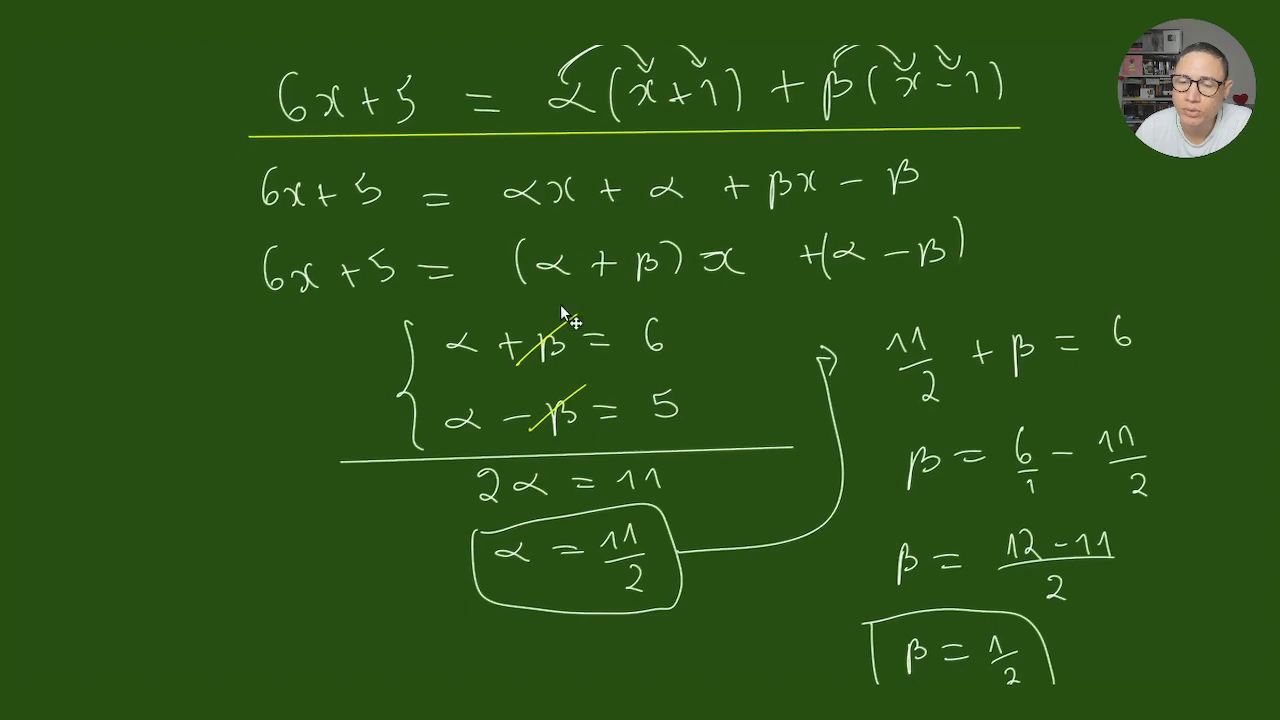 6x+5 = α(x+1) + β(x-1)
6x+5 = αx + α + βx - β
6x+5 = (α + β)x + (α - β)
α + β = 6
α - β = 5
2α = 11
α = 11/2
11/2 + β = 6
β = 6/1 - 11/2
β = 12-11/2
β = 1/2